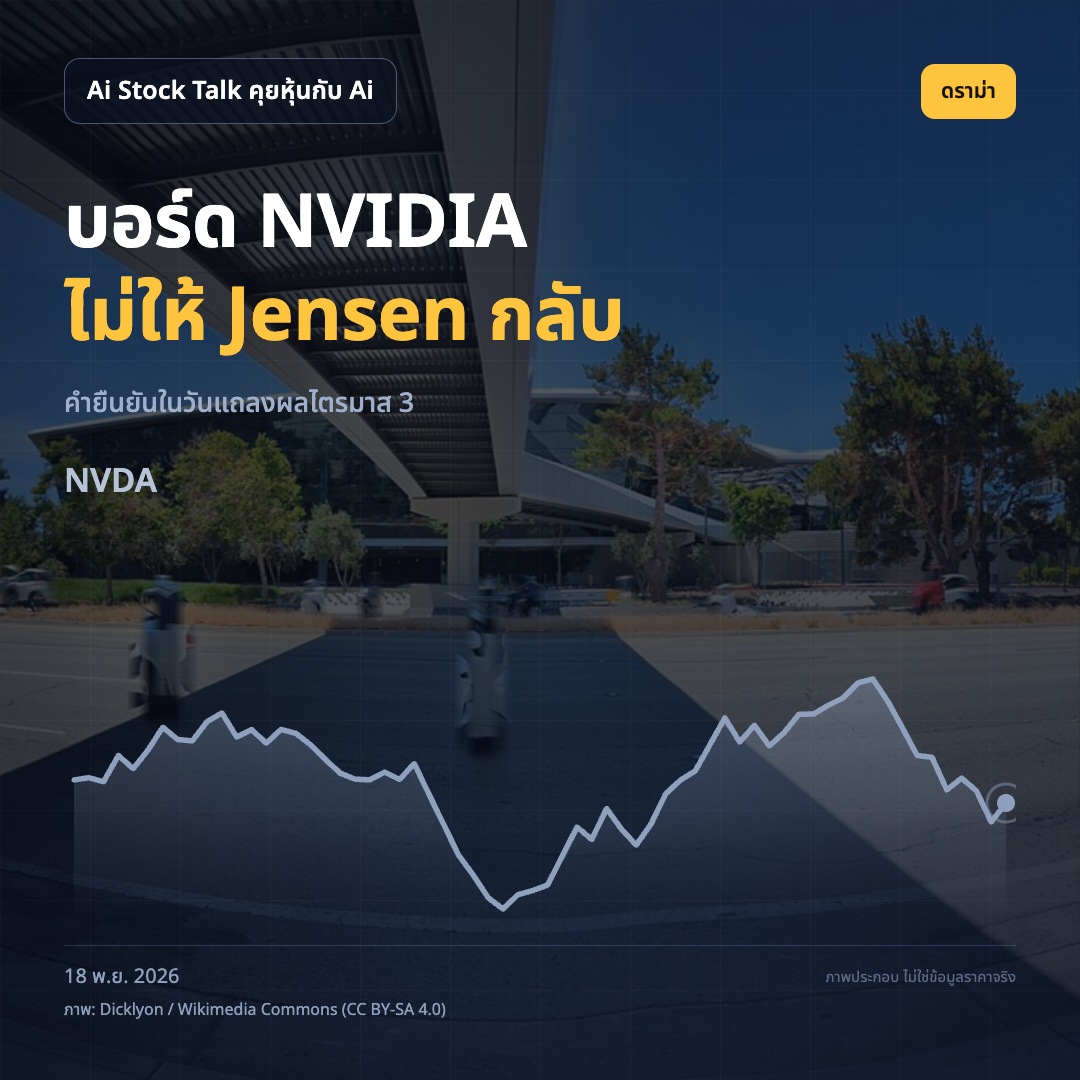 Ai Stock Talk คุยหุ้นกับ Ai
ดราม่า
บอร์ด NVIDIA
ไม่ให้ Jensen กลับ
คำยืนยันในวันแถลงผลไตรมาส 3
NVDA
18 พ.ย. 2026
ภาพประกอบ ไม่ใช่ข้อมูลราคาจริง
ภาพ: Dicklyon / Wikimedia Commons (CC BY-SA 4.0)